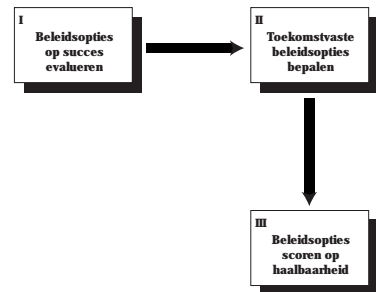 I
Beleidsopties
op succes
evalueren
II
Toekomstvaste
beleidsopties
bepalen
III
Beleidsopties
scoren op
haalbaarheid